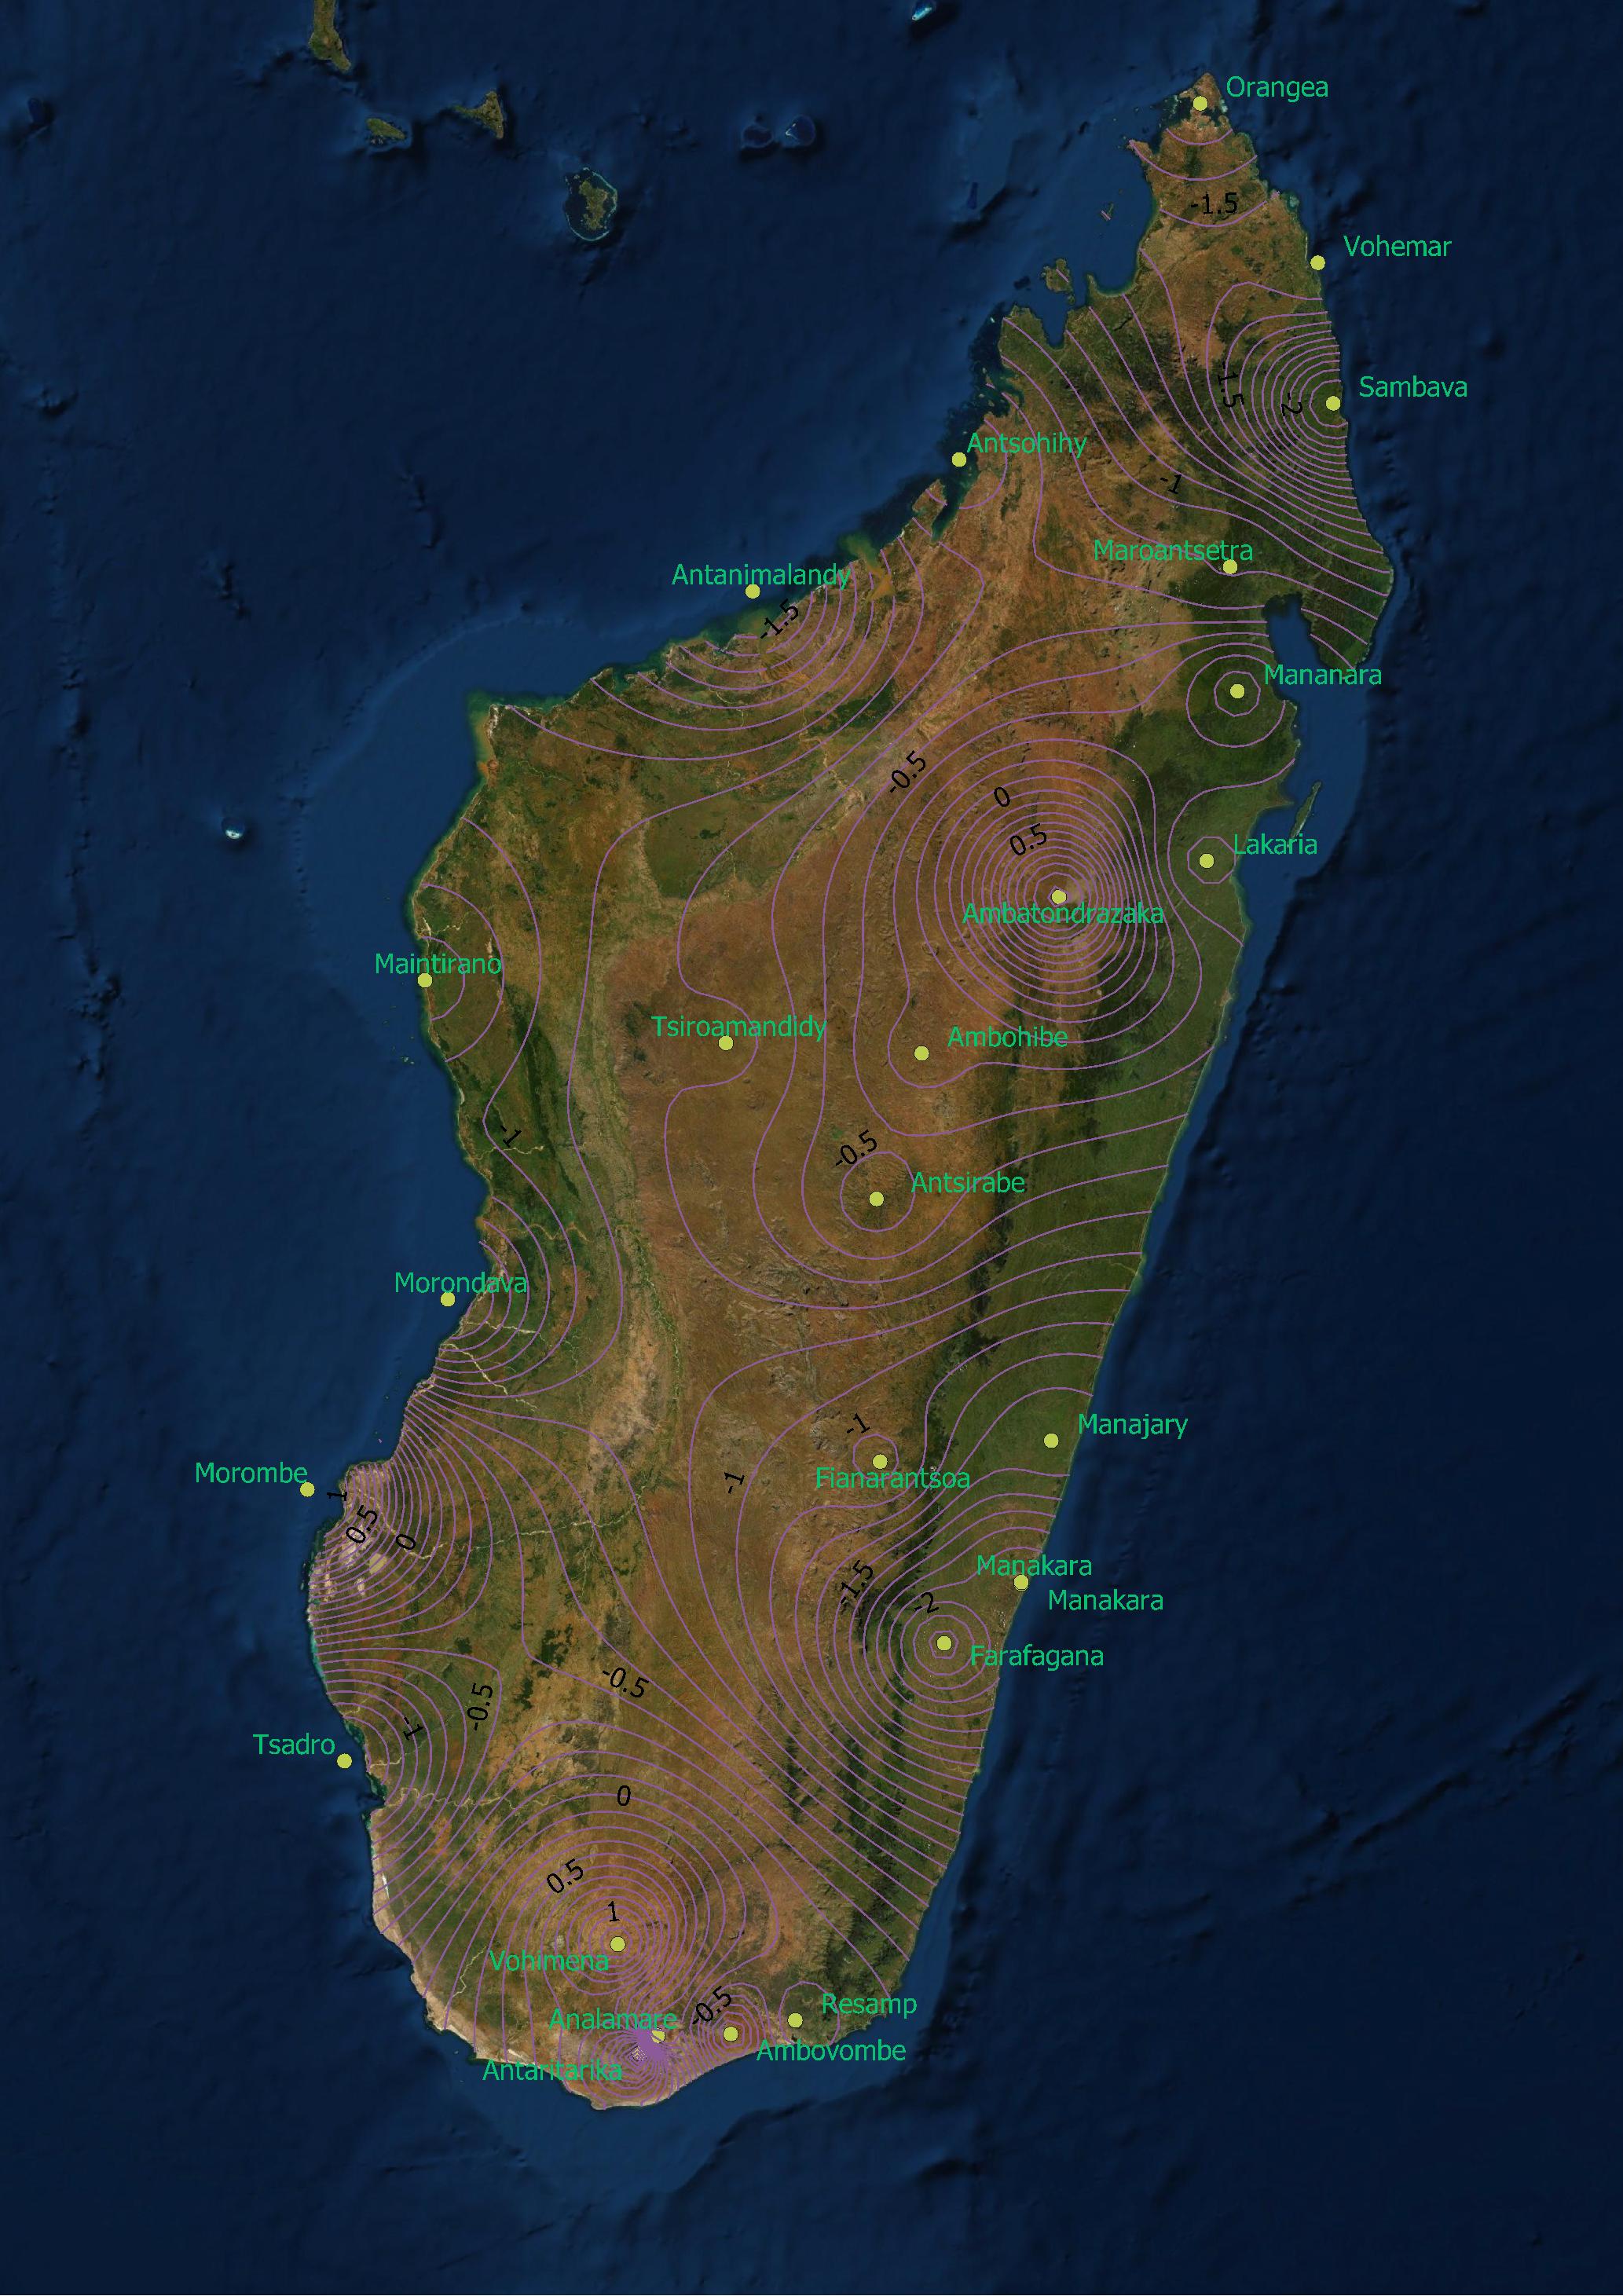 Orangea
-1.5
Vohemar
-1.5
-2
Sambava
Antsohihy
-1
Maroantsetra
Antanimalandy
-1.5
Mananara
-0.5
0
0.5
Lakaria
Ambatondrazaka
Maintirano
Tsiroamandidy
Ambohibe
-1
-0.5
Antsirabe
Morondava
-1
Manajary
Morombe
1
-1
Fianarantsoa
0.5
0
Manakara
-1.5
-2
Manakara
Farafagana
-0.5
-0.5
-1
Tsadro
0
0.5
1
Vohimena
-0.5
Resamp
Analamare
Ambovombe
Antaritarika